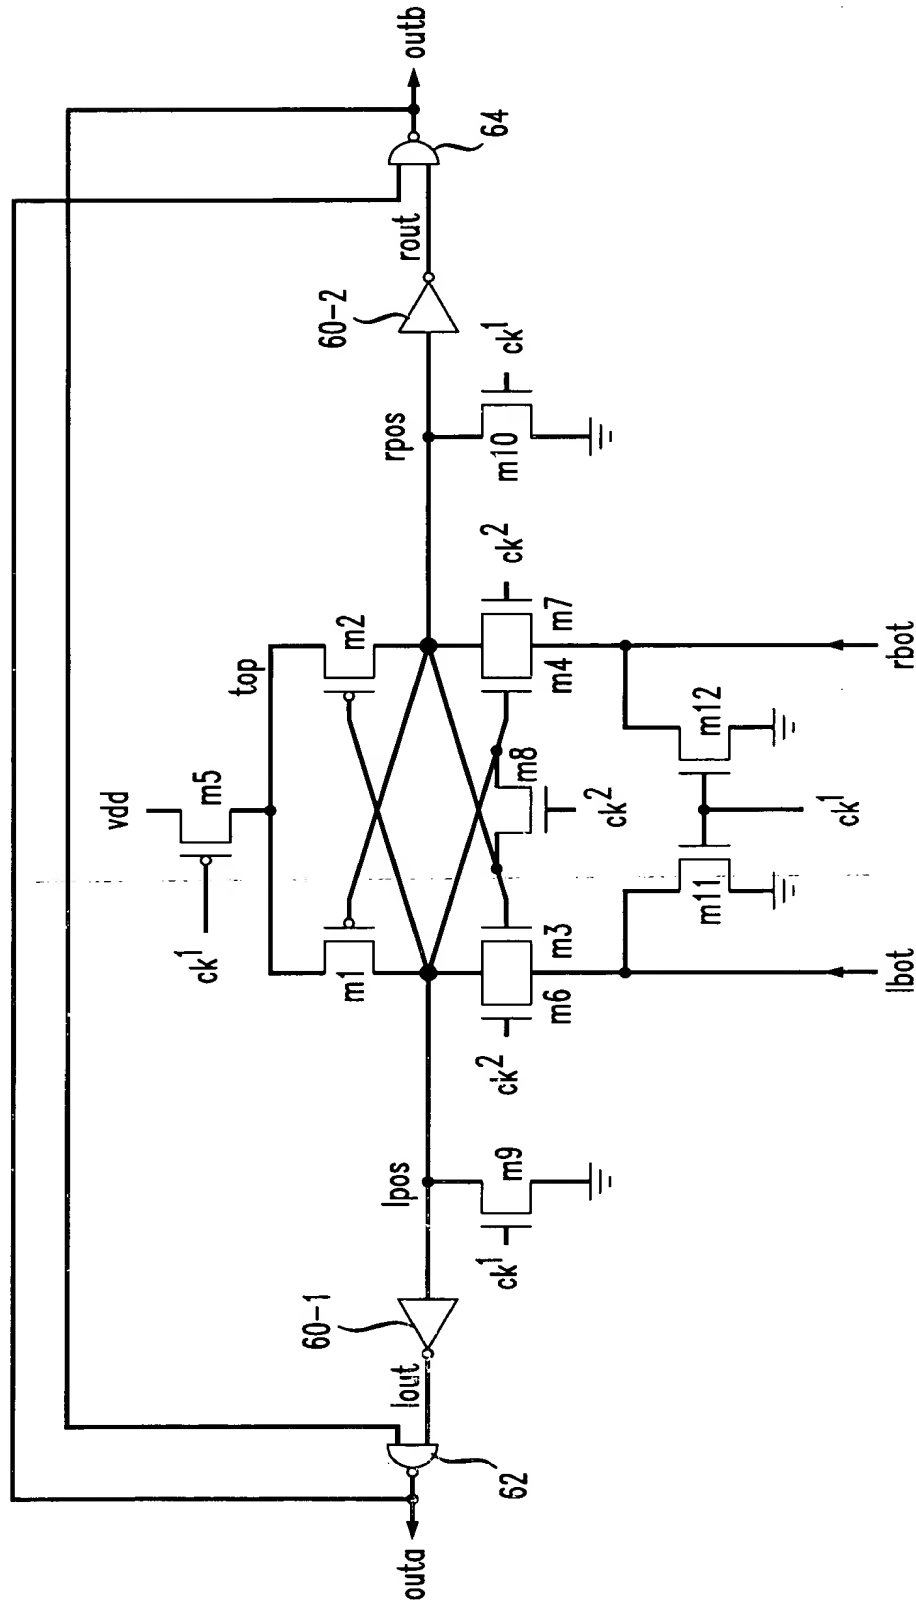 vdd
m5
ck1
top
m1
m2
60-1
60-2
lpos
rpos
outa
62
lout
rout
64
outb
ck1
m9
ck2
m6
m3
m8
ck2
m4
m7
ck2
m10
ck1
m11
m12
ck1
lbot
rbot